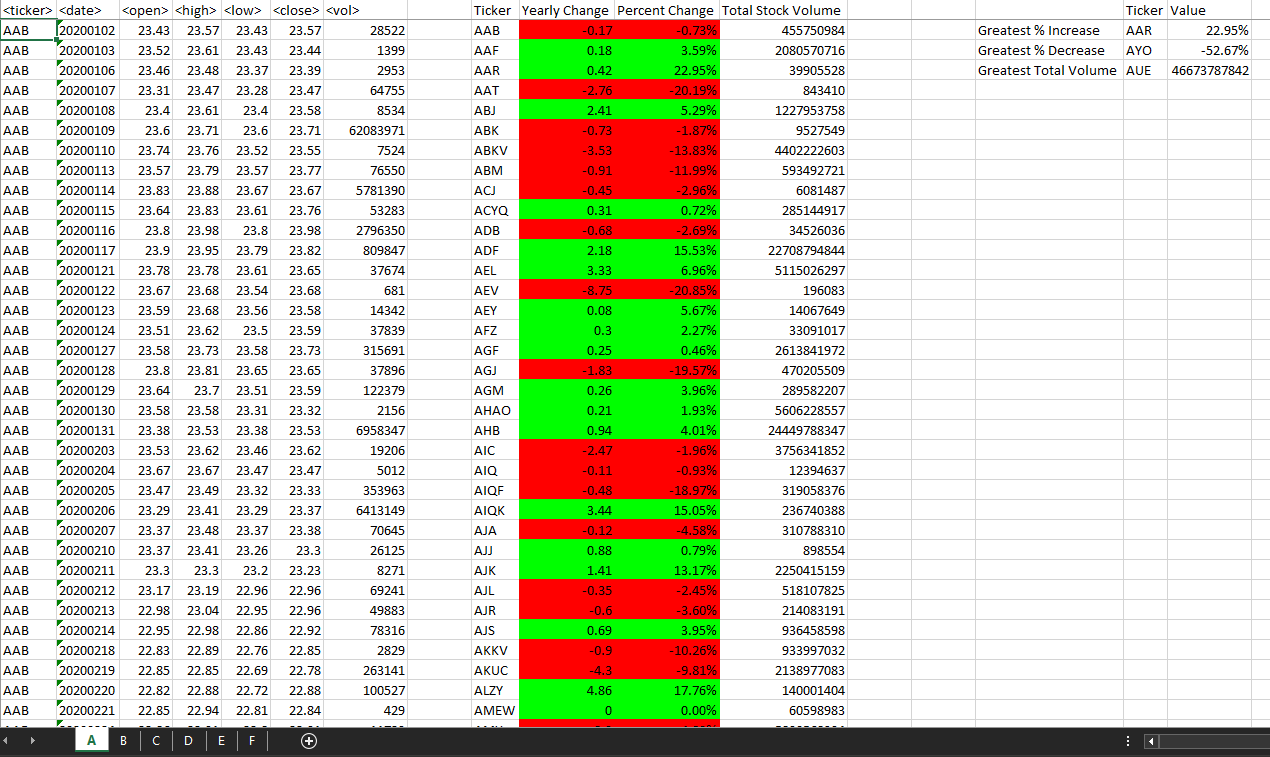 <ticker> <date> <open> <high> <low> <close> <vol> Ticker Yearly Change Percent Change Total Stock Volume Ticker Value
AAB 20200102 23.43 23.57 23.43 23.57 28522 AAB -0.17 -0.73% 455750984 Greatest % Increase AAR 22.95%
AAB 20200103 23.52 23.61 23.43 23.44 1399 AAF 0.18 3.59% 2080570716 Greatest % Decrease AYO -52.67%
AAB 20200106 23.46 23.48 23.37 23.39 2953 AAR 0.42 22.95% 39905528 Greatest Total Volume AUE 46673787842
AAB 20200107 23.31 23.47 23.28 23.47 64755 AAT -2.76 -20.19% 843410
AAB 20200108 23.4 23.61 23.4 23.58 8534 ABJ 2.41 5.29% 1227953758
AAB 20200109 23.6 23.71 23.6 23.71 62083971 ABK -0.73 -1.87% 9527549
AAB 20200110 23.74 23.76 23.52 23.55 7524 ABKV -3.53 -13.83% 4402222603
AAB 20200113 23.57 23.79 23.57 23.77 76550 ABM -0.91 -11.99% 593492721
AAB 20200114 23.83 23.88 23.67 23.67 5781390 ACJ -0.45 -2.96% 6081487
AAB 20200115 23.64 23.83 23.61 23.76 53283 ACYQ 0.31 0.72% 285144917
AAB 20200116 23.8 23.98 23.8 23.98 2796350 ADB -0.68 -2.69% 34526036
AAB 20200117 23.9 23.95 23.79 23.82 809847 ADF 2.18 15.53% 22708794844
AAB 20200121 23.78 23.78 23.61 23.65 37674 AEL 3.33 6.96% 5115026297
AAB 20200122 23.67 23.68 23.54 23.68 681 AEV -8.75 -20.85% 196083
AAB 20200123 23.59 23.68 23.56 23.58 14342 AEY 0.08 5.67% 14067649
AAB 20200124 23.51 23.62 23.5 23.59 37839 AFZ 0.3 2.27% 33091017
AAB 20200127 23.58 23.73 23.58 23.73 315691 AGF 0.25 0.46% 2613841972
AAB 20200128 23.8 23.81 23.65 23.65 37896 AGJ -1.83 -19.57% 470205509
AAB 20200129 23.64 23.7 23.51 23.59 122379 AGM 0.26 3.96% 289582207
AAB 20200130 23.58 23.58 23.31 23.32 2156 AHAO 0.21 1.93% 5606228557
AAB 20200131 23.38 23.53 23.38 23.53 6958347 AHB 0.94 4.01% 24449788347
AAB 20200203 23.53 23.62 23.46 23.62 19206 AIC -2.47 -1.96% 3756341852
AAB 20200204 23.67 23.67 23.47 23.47 5012 AIQ -0.11 -0.93% 12394637
AAB 20200205 23.47 23.49 23.32 23.33 353963 AIQF -0.48 -18.97% 319058376
AAB 20200206 23.29 23.41 23.29 23.37 6413149 AIQK 3.44 15.05% 236740388
AAB 20200207 23.37 23.48 23.37 23.38 70645 AJA -0.12 -4.58% 310788310
AAB 20200210 23.37 23.41 23.26 23.3 26125 AJJ 0.88 0.79% 898554
AAB 20200211 23.3 23.3 23.2 23.23 8271 AJK 1.41 13.17% 2250415159
AAB 20200212 23.17 23.19 22.96 22.96 69241 AJL -0.35 -2.45% 518107825
AAB 20200213 22.98 23.04 22.95 22.96 49883 AJR -0.6 -3.60% 214083191
AAB 20200214 22.95 22.98 22.86 22.92 78316 AJS 0.69 3.95% 936458598
AAB 20200218 22.83 22.89 22.76 22.85 2829 AKKV -0.9 -10.26% 933997032
AAB 20200219 22.85 22.85 22.69 22.78 263141 AKUC -4.3 -9.81% 2138977083
AAB 20200220 22.82 22.88 22.72 22.88 100527 ALZY 4.86 17.76% 140001404
AAB 20200221 22.85 22.94 22.81 22.84 429 AMEW 0 0.00% 60598983
A B C D E F